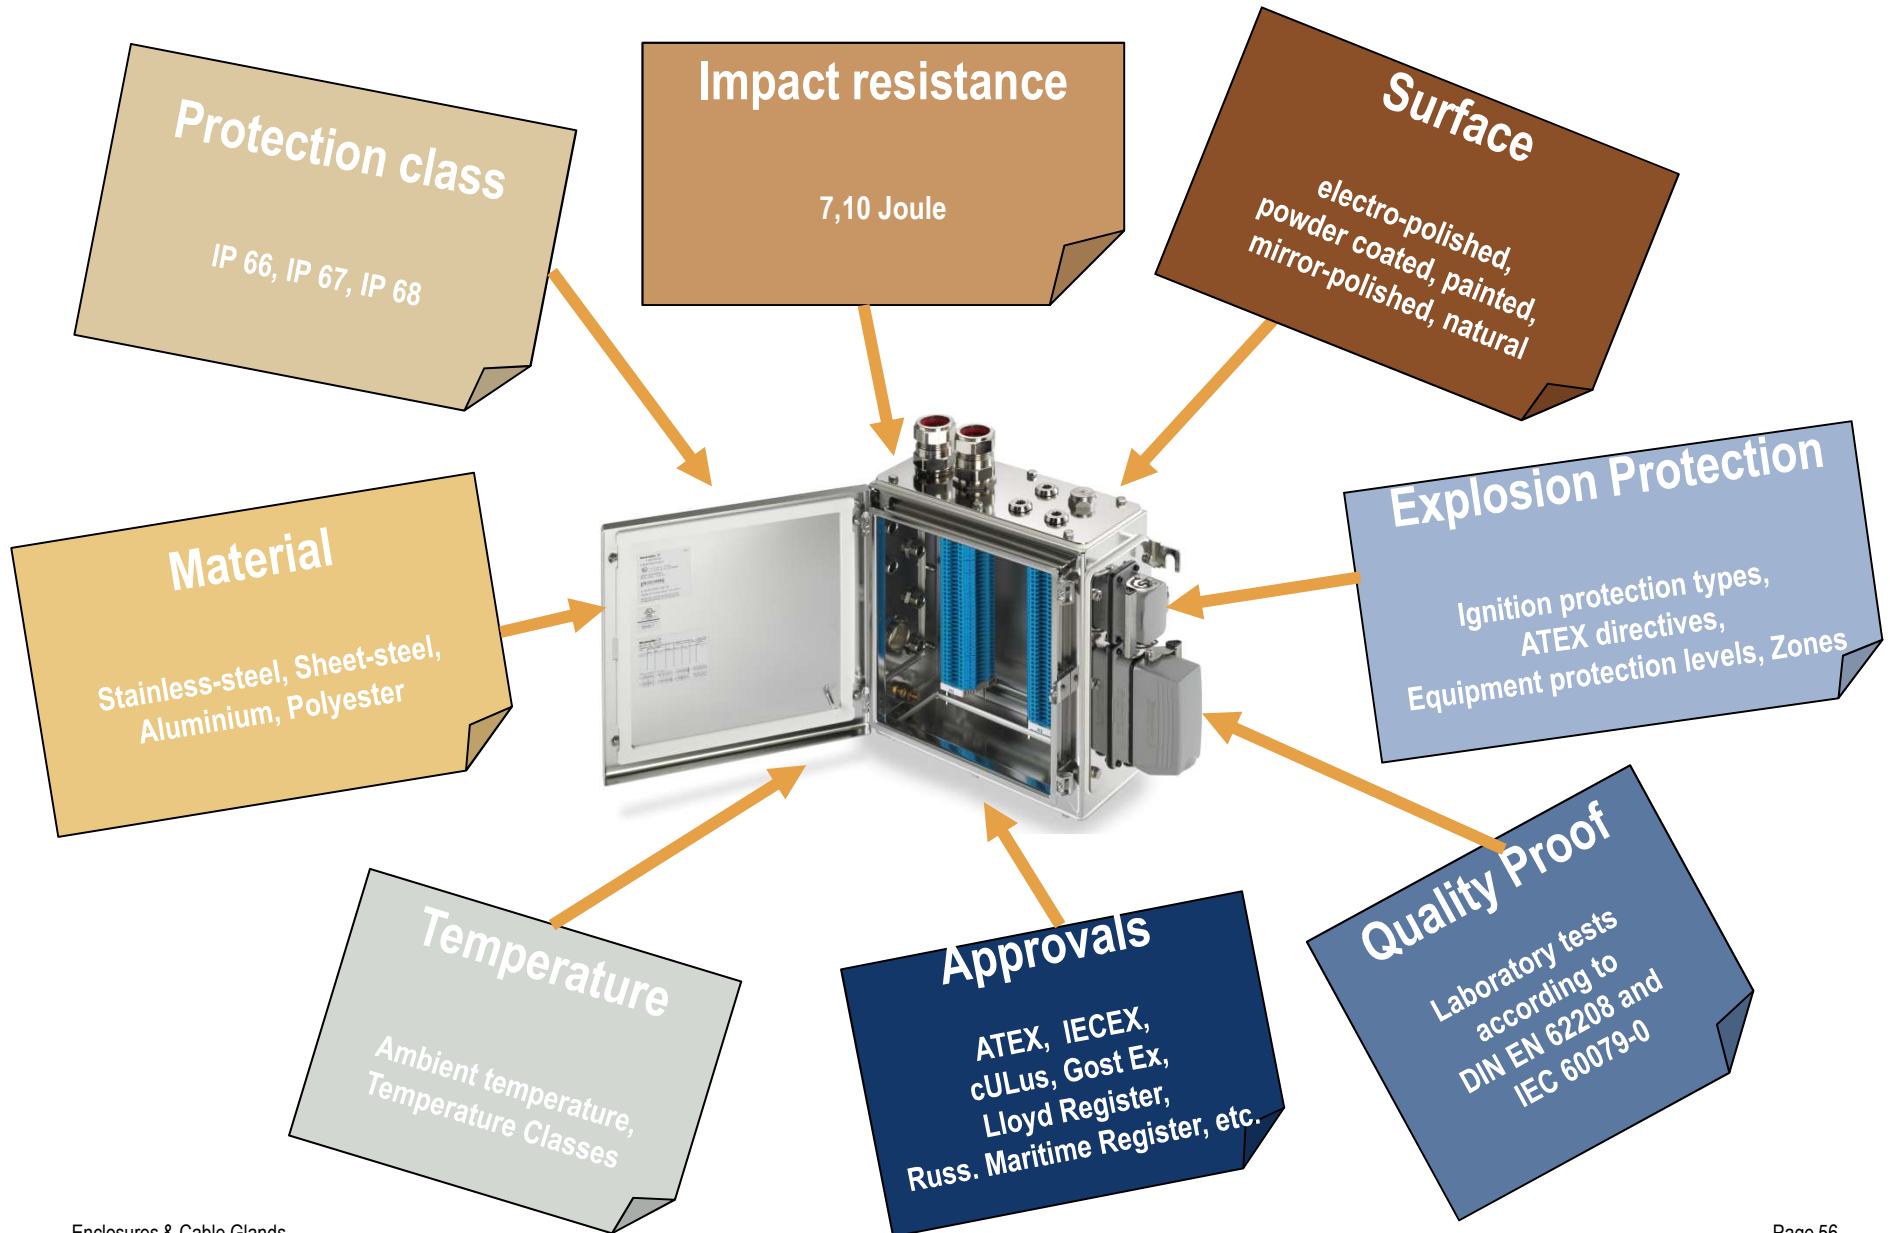 Protection class
IP 66, IP 67, IP 68
Impact resistance
7,10 Joule
Surface
electro-polished,
powder coated, painted,
mirror-polished, natural
Material
Stainless-steel, Sheet-steel,
Aluminium, Polyester
Explosion Protection
Ignition protection types,
ATEX directives,
Equipment protection levels, Zones
Temperature
Ambient temperature,
Temperature Classes
Approvals
ATEX,  IECEX,
cULus, Gost Ex,
Lloyd Register,
Russ. Maritime Register, etc.
Quality Proof
Laboratory tests
according to
DIN EN 62208 and
IEC 60079-0
Enclosures & Cable Glands
Page 56